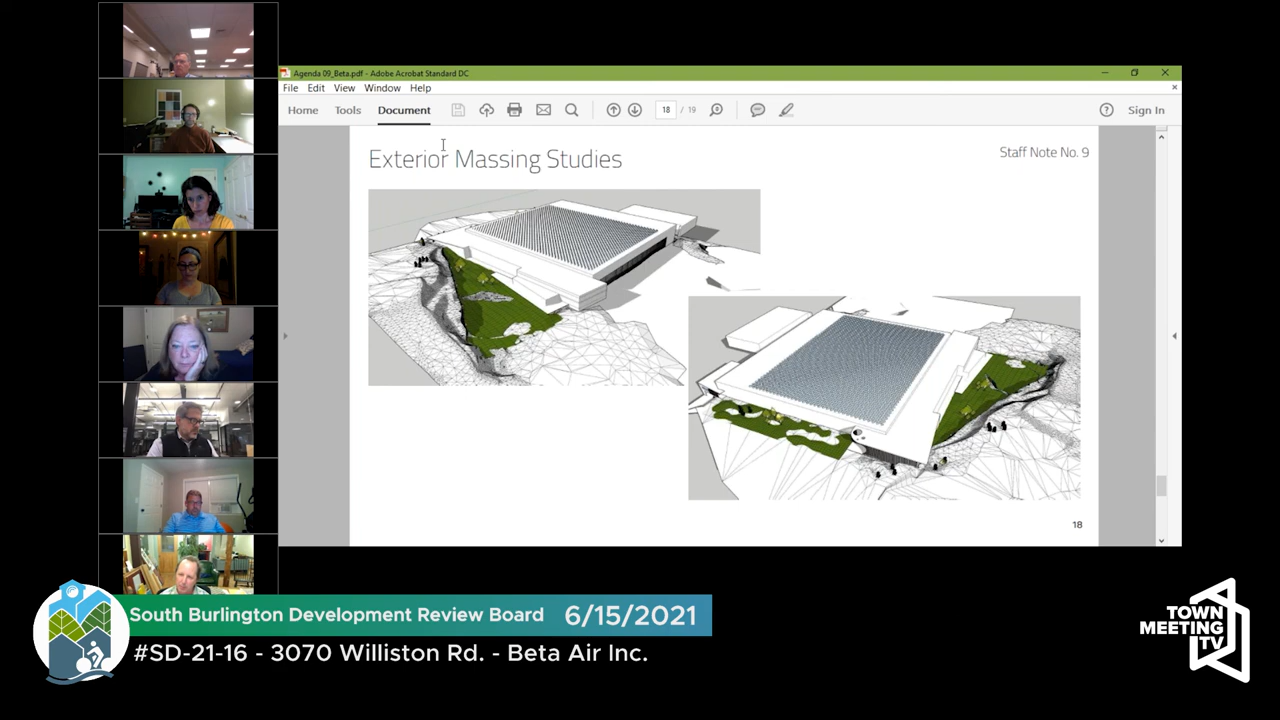 Agenda 09_Beta.pdf - Adobe Acrobat Standard DC
File Edit View Window Help
Home Tools Document 18 / 19 Sign In
Exterior Massing Studies
Staff Note No. 9
18
South Burlington Development Review Board 6/15/2021
#SD-21-16 - 3070 Williston Rd. - Beta Air Inc.
TOWN
MEETING
TV